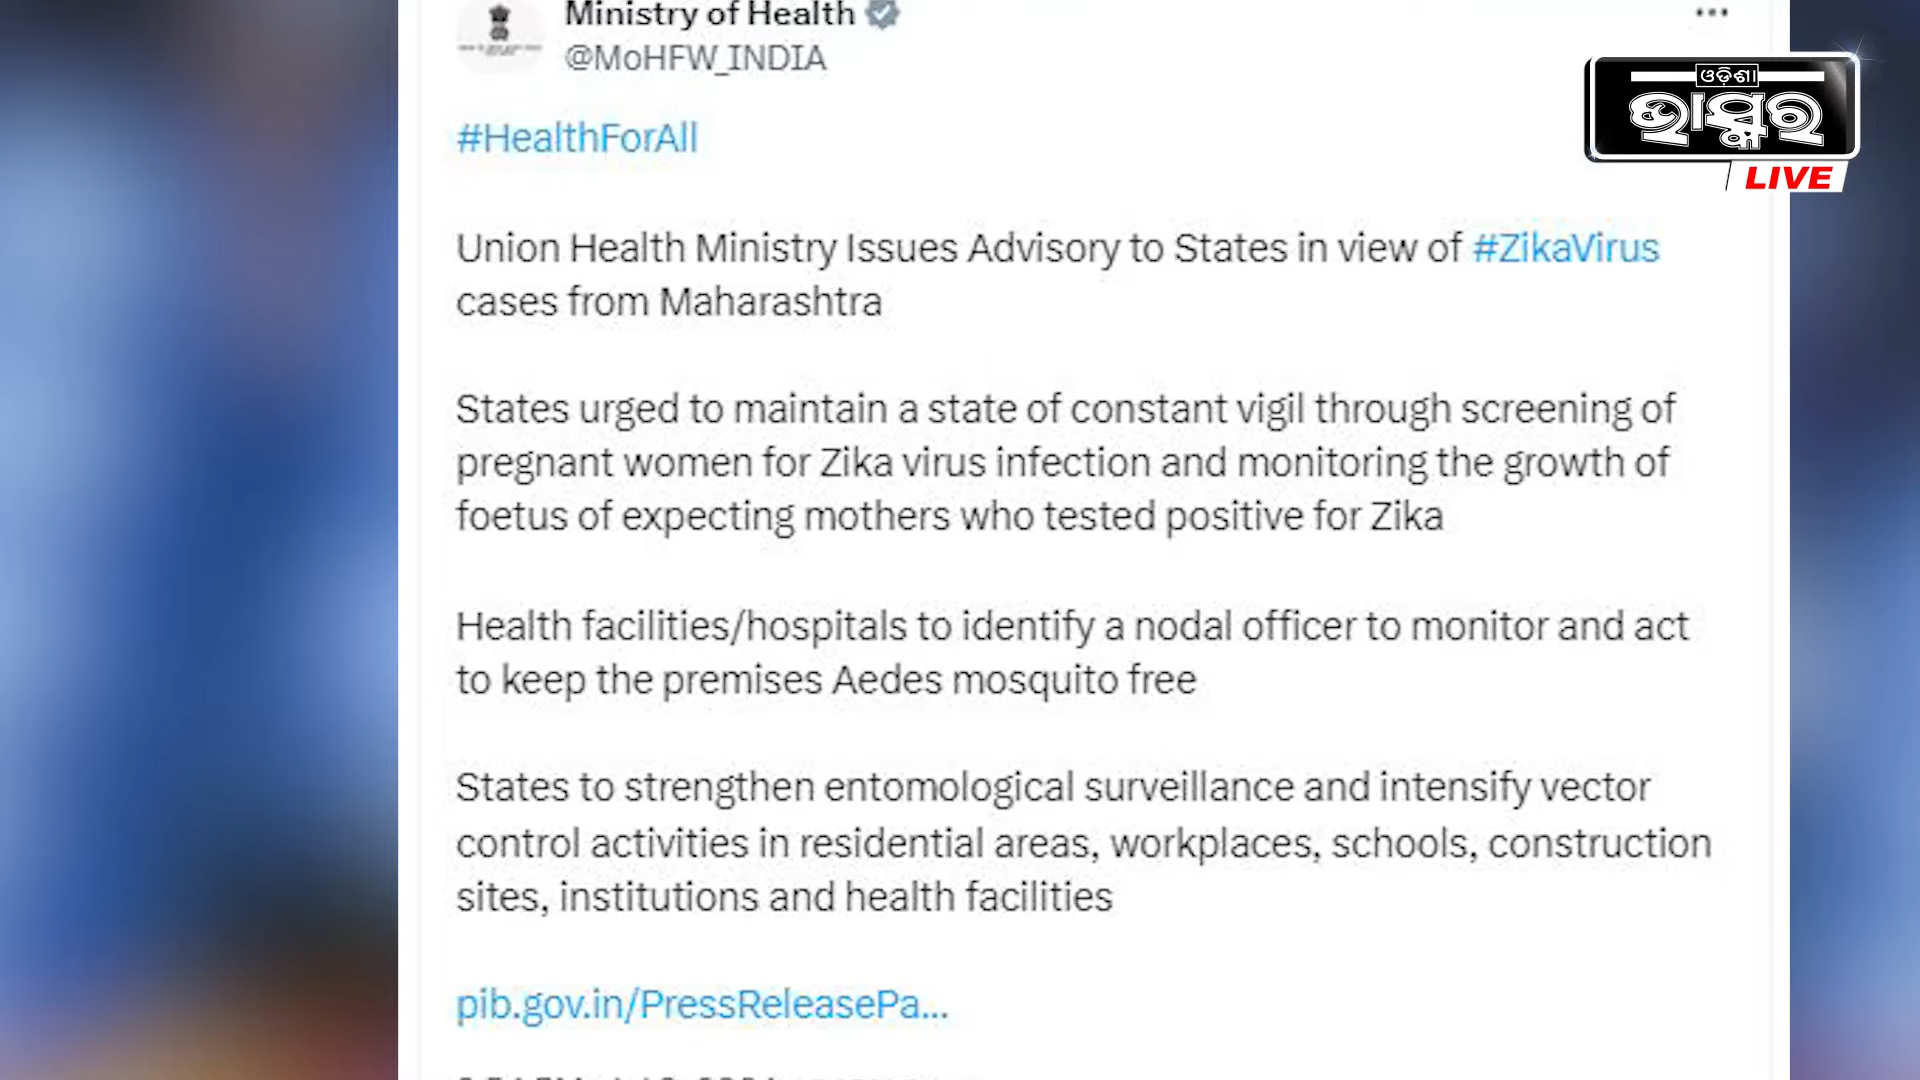 Ministry of Health
@MoHFW_INDIA
ଓଡ଼ିଶା
ଭାସ୍କର
LIVE
#HealthForAll
Union Health Ministry Issues Advisory to States in view of #ZikaVirus
cases from Maharashtra
States urged to maintain a state of constant vigil through screening of
pregnant women for Zika virus infection and monitoring the growth of
foetus of expecting mothers who tested positive for Zika
Health facilities/hospitals to identify a nodal officer to monitor and act
to keep the premises Aedes mosquito free
States to strengthen entomological surveillance and intensify vector
control activities in residential areas, workplaces, schools, construction
sites, institutions and health facilities
pib.gov.in/PressReleasePa...